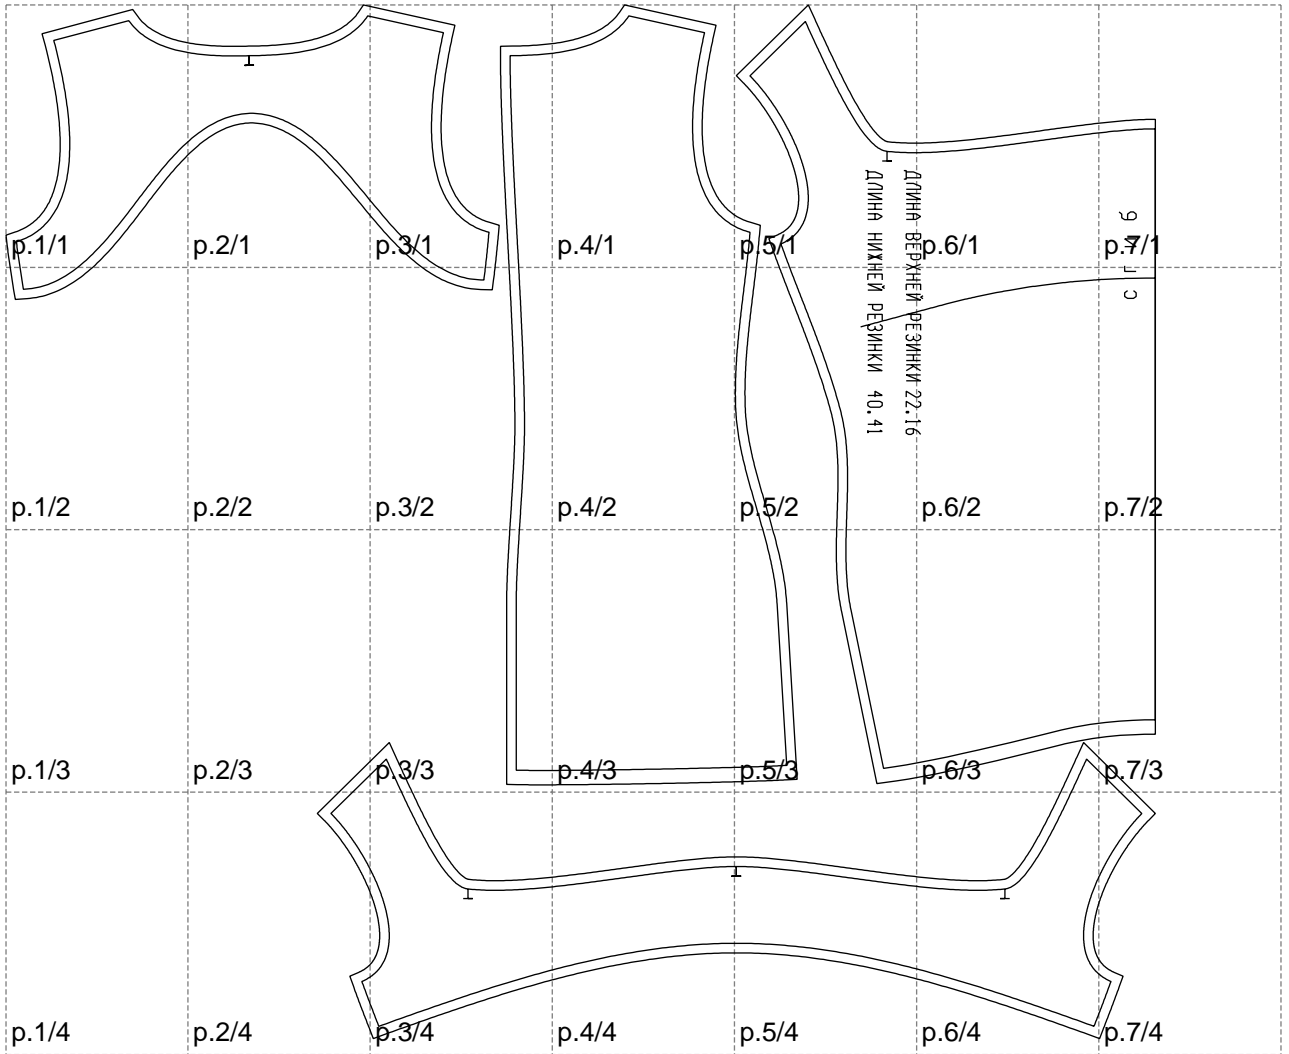 p.1/1 p.2/1 p.3/1 p.4/1 p.5/1 p.6/1 p.7/1
ДЛИНА ВЕРХНЕЙ РЕЗИНКИ 22.16
ДЛИНА НИЖНЕЙ РЕЗИНКИ 40.41
p.1/2 p.2/2 p.3/2 p.4/2 p.5/2 p.6/2 p.7/2
p.1/3 p.2/3 p.3/3 p.4/3 p.5/3 p.6/3 p.7/3
p.1/4 p.2/4 p.3/4 p.4/4 p.5/4 p.6/4 p.7/4